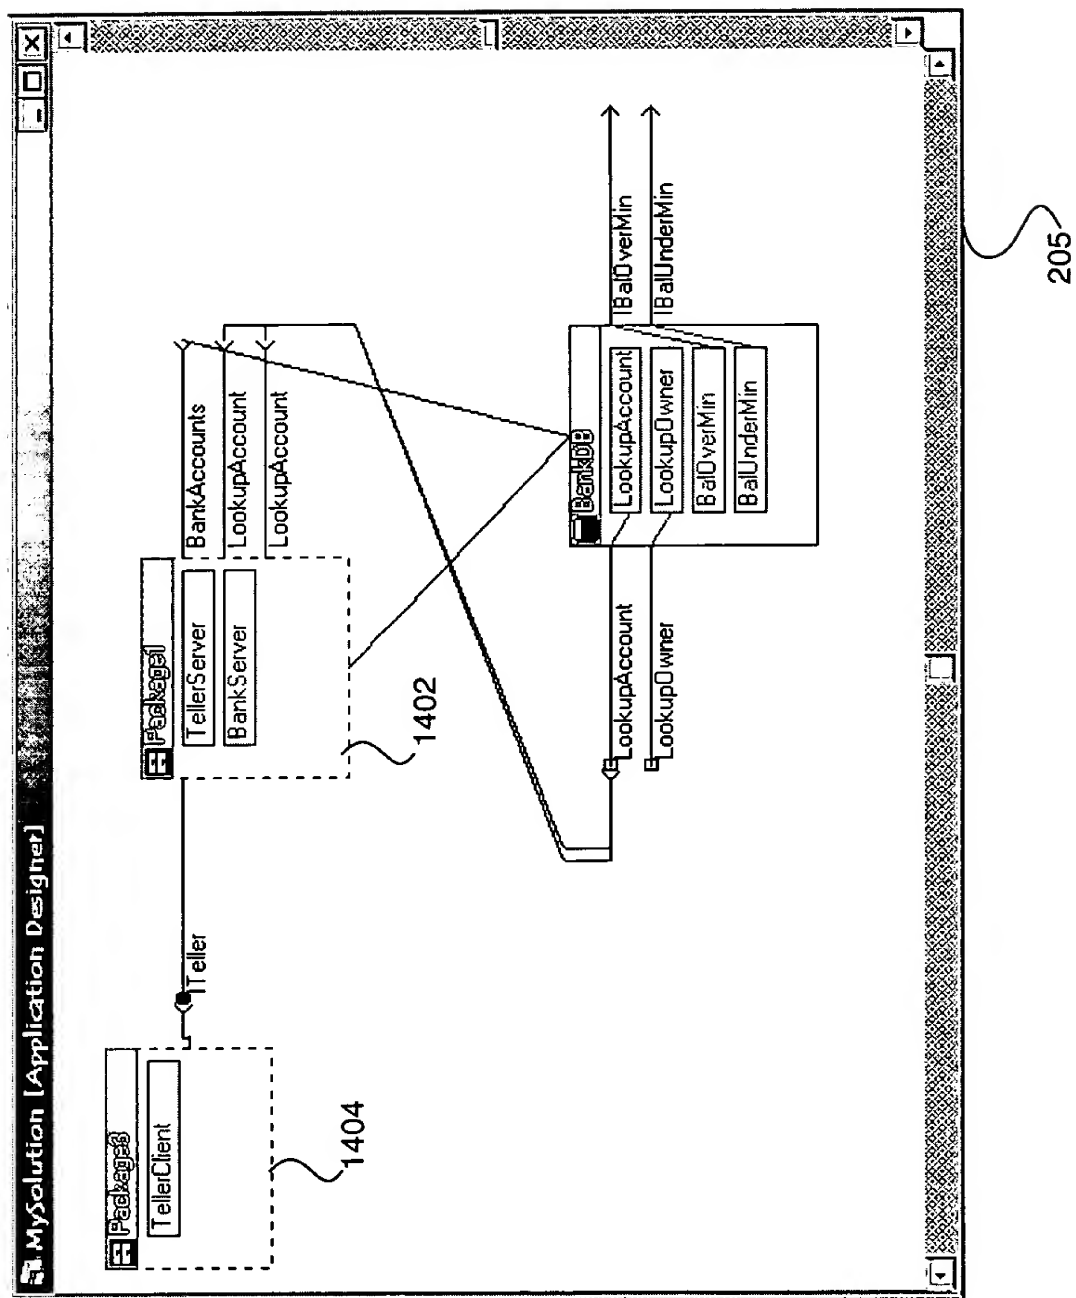 MySolution [Application Designer]
Package3
TellerClient
1404
ITeller
Package1
TellerServer
BankServer
1402
BankAccounts
LookupAccount
LookupAccount
LookupAccount
LookupOwner
BankDB
LookupAccount
LookupOwner
BalOverMin
BalUnderMin
IBalOverMin
IBalUnderMin
205